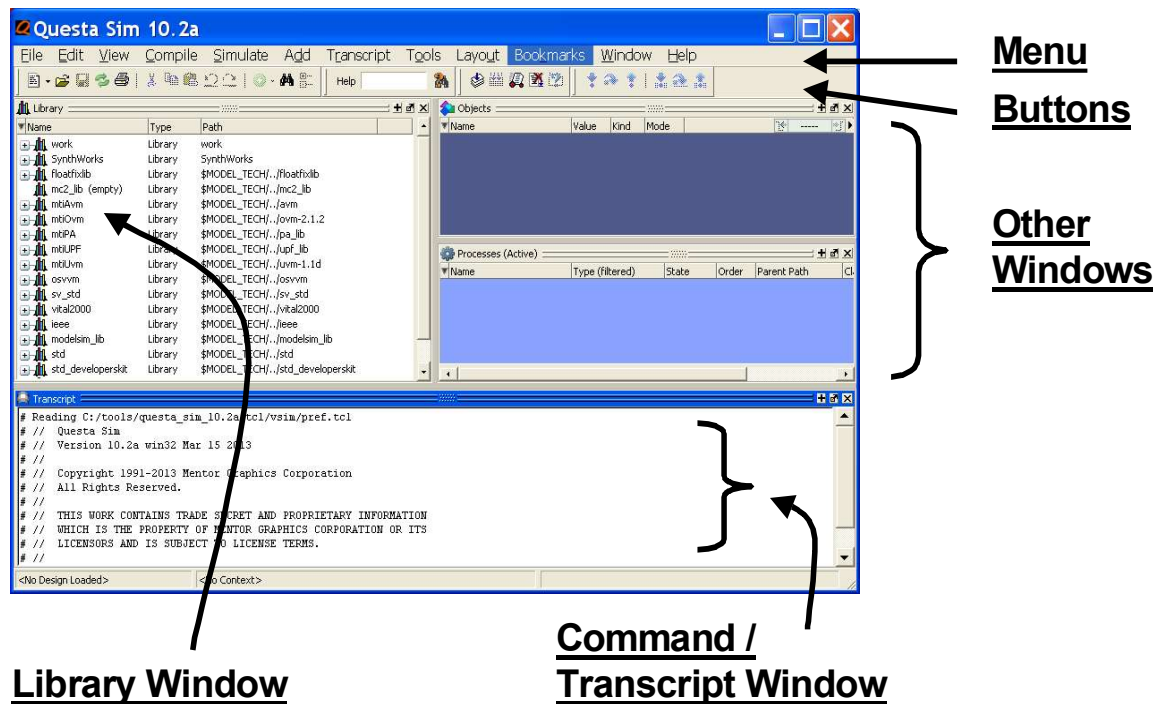 Questa Sim 10.2a
File Edit View Compile Simulate Add Transcript Tools Layout Bookmarks Window Help
Help
Menu
Buttons
Library
Name Type Path
work Library work
SynthWorks Library SynthWorks
floatfixlib Library $MODEL_TECH/../floatfixlib
mc2_lib (empty) Library $MODEL_TECH/../mc2_lib
mtiAvm Library $MODEL_TECH/../avm
mtiOvm Library $MODEL_TECH/../ovm-2.1.2
mtiPA Library $MODEL_TECH/../pa_lib
mtiUPF Library $MODEL_TECH/../upf_lib
mtiUvm Library $MODEL_TECH/../uvm-1.1d
osvvm Library $MODEL_TECH/../osvvm
sv_std Library $MODEL_TECH/../sv_std
vital2000 Library $MODEL_TECH/../vital2000
ieee Library $MODEL_TECH/../ieee
modelsim_lib Library $MODEL_TECH/../modelsim_lib
std Library $MODEL_TECH/../std
std_developerskit Library $MODEL_TECH/../std_developerskit
Objects
Name Value Kind Mode
Processes (Active)
Name Type (filtered) State Order Parent Path Cl
Other
Windows
Transcript
# Reading C:/tools/questa_sim_10.2a/tcl/vsim/pref.tcl
# // Questa Sim
# // Version 10.2a win32 Mar 15 2013
# //
# // Copyright 1991-2013 Mentor Graphics Corporation
# // All Rights Reserved.
# //
# // THIS WORK CONTAINS TRADE SECRET AND PROPRIETARY INFORMATION
# // WHICH IS THE PROPERTY OF MENTOR GRAPHICS CORPORATION OR ITS
# // LICENSORS AND IS SUBJECT TO LICENSE TERMS.
# //
<No Design Loaded> <No Context>
Library Window
Command /
Transcript Window